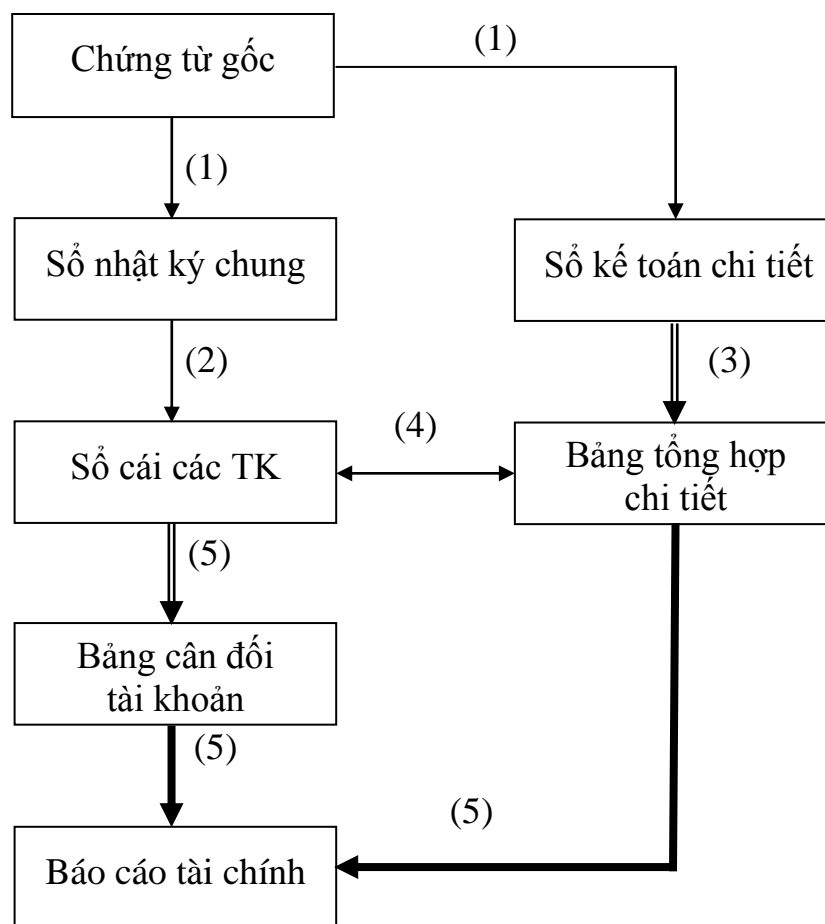 Chứng từ gốc
(1)
(1)
Sổ nhật ký chung
Sổ kế toán chi tiết
(2)
(3)
Sổ cái các TK
(4)
Bảng tổng hợp
chi tiết
(5)
Bảng cân đối
tài khoản
(5)
(5)
Báo cáo tài chính